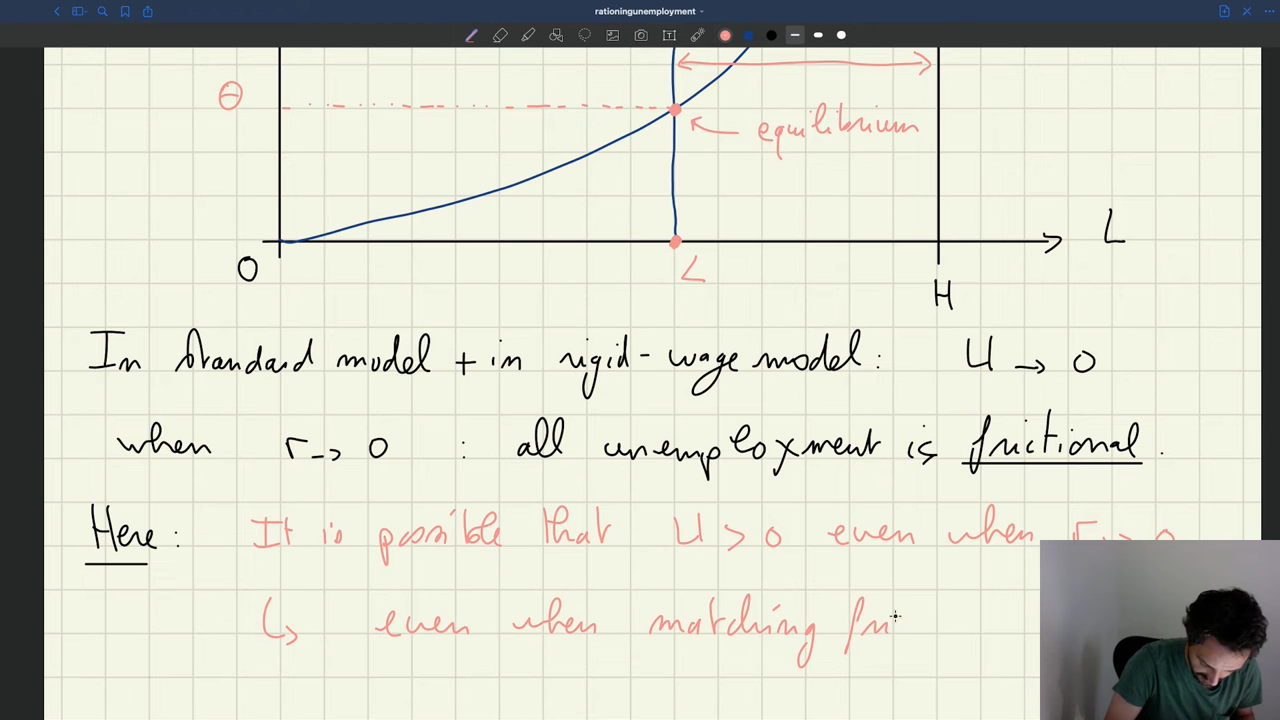 rationingunemployment
θ
equilibrium
L
O
L
H
In standard model + in rigid-wage model: U → 0
when r → 0 : all unemployment is frictional.
Here: It is possible that U > 0 even when r → 0
↳ even when matching fri